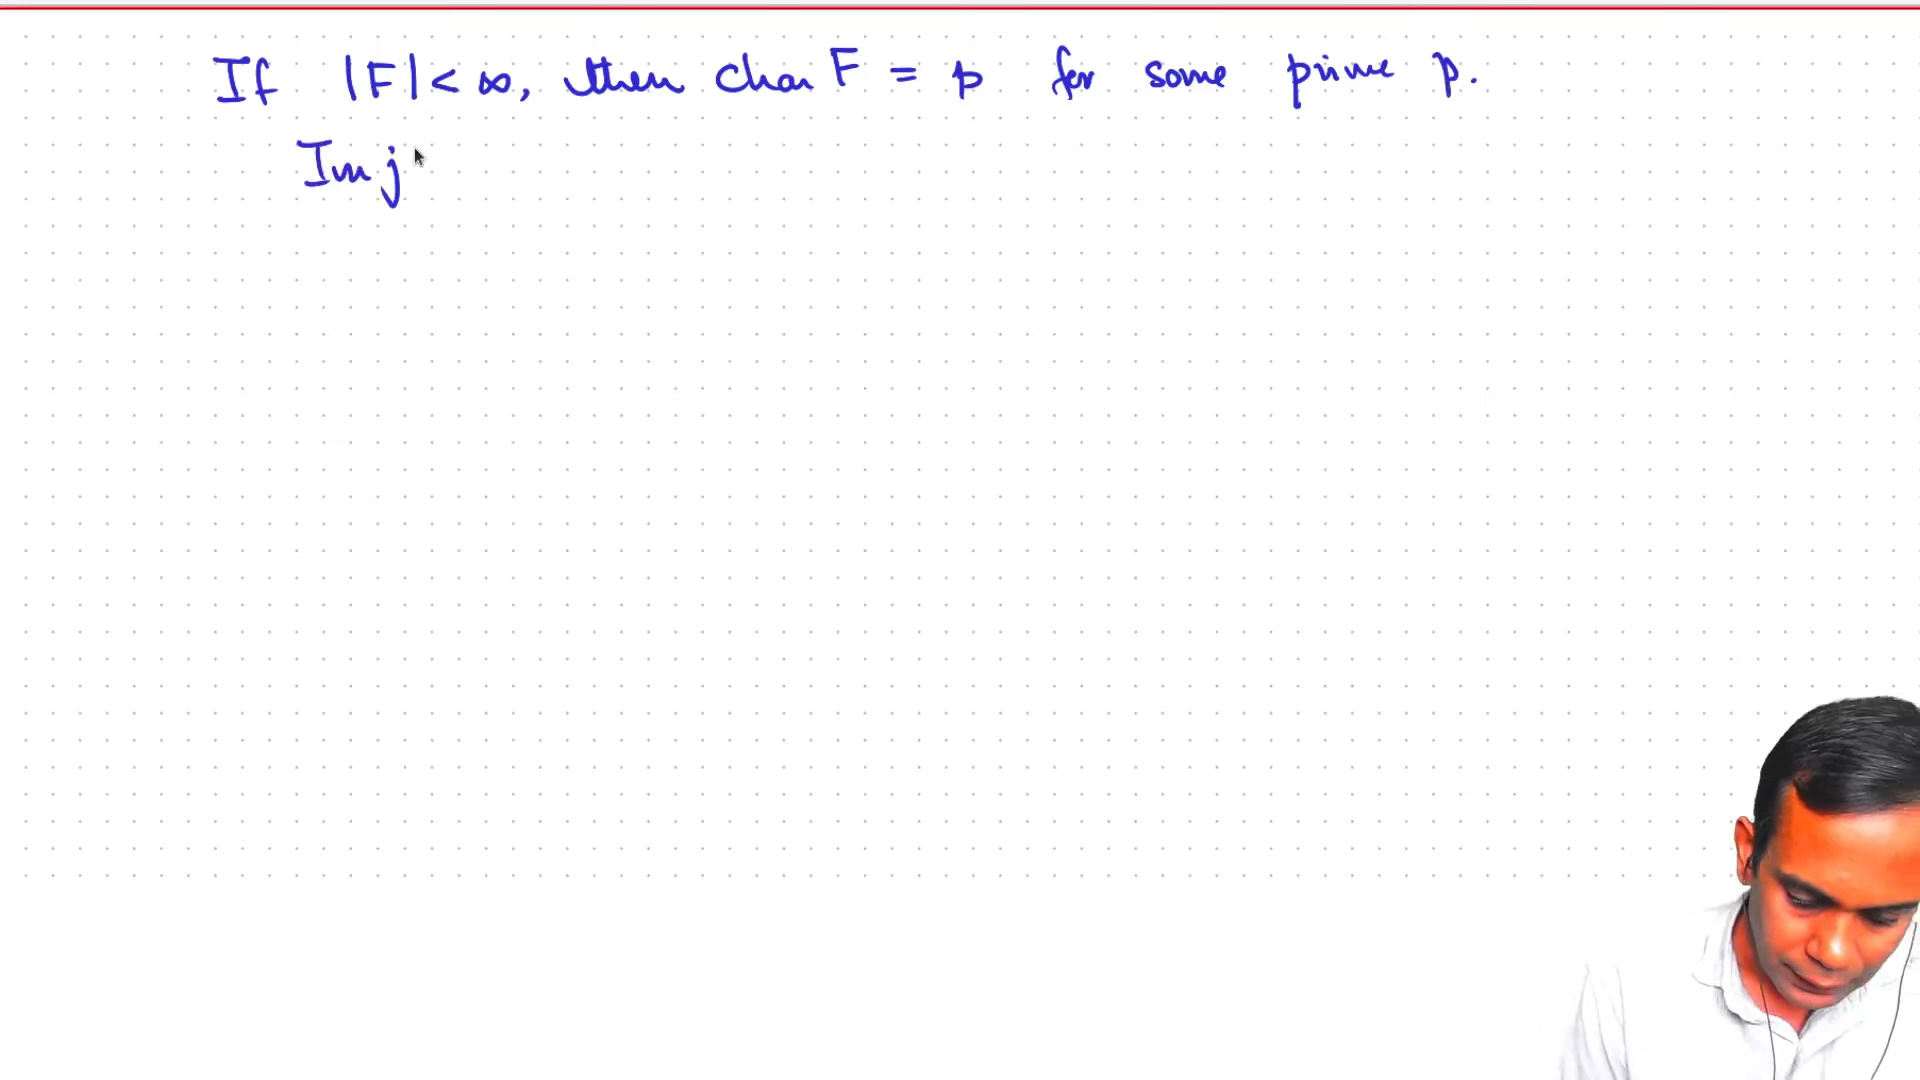 If |F| < ∞, then char F = p for some prime p.
Im j